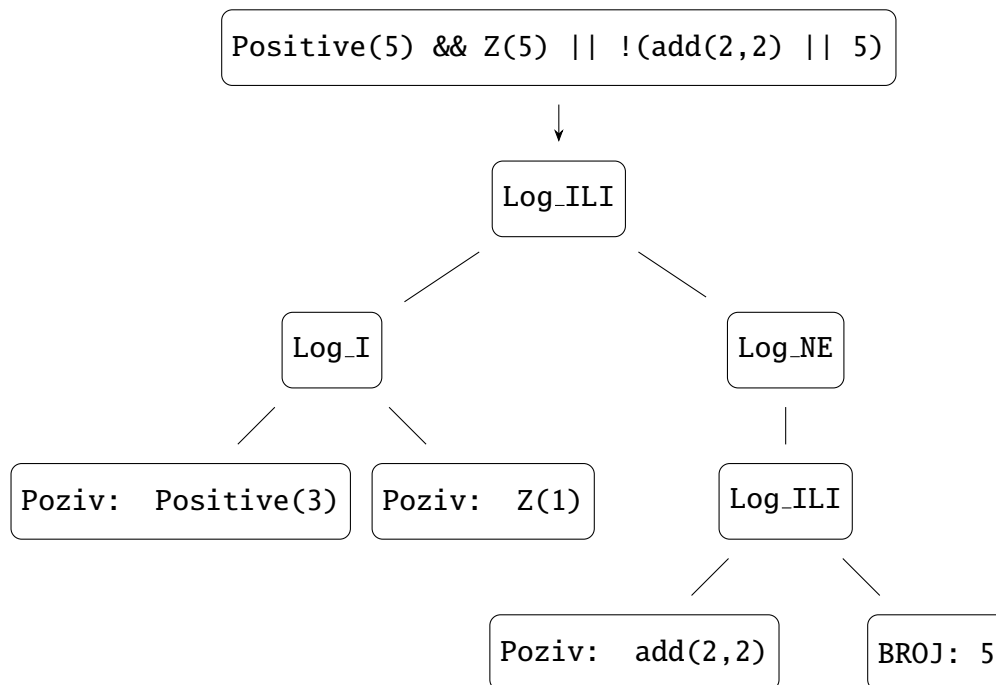 Positive(5) && Z(5) || !(add(2,2) || 5)
Log_ILI
Log_I
Log_NE
Poziv: Positive(3)
Poziv: Z(1)
Log_ILI
Poziv: add(2,2)
BROJ: 5